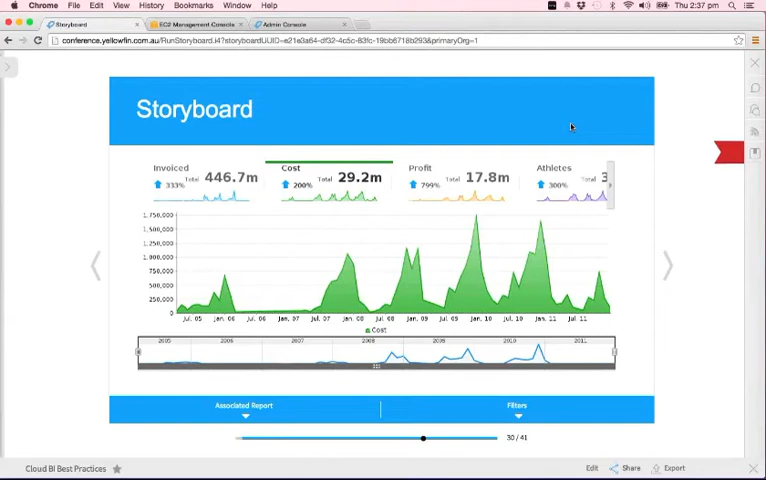 Chrome File Edit View History Bookmarks Window Help Thu 2:37 pm
Storyboard EC2 Management Console Admin Console
conference.yellowfin.com.au/RunStoryboard.i4?storyboardUUID=e21e3a64-df32-4c5c-83fc-19bb6718b293&primaryOrg=1
Storyboard
Invoiced Total 446.7m 333%
Cost Total 29.2m 200%
Profit Total 17.8m 799%
Athletes Total 3 300%
1,750,000
1,500,000
1,250,000
1,000,000
750,000
500,000
250,000
0
Jul. 05 Jan. 06 Jul. 06 Jan. 07 Jul. 07 Jan. 08 Jul. 08 Jan. 09 Jul. 09 Jan. 10 Jul. 10 Jan. 11 Jul. 11
Cost
2005 2006 2007 2008 2009 2010 2011
Associated Report Filters
30 / 41
Cloud BI Best Practices Edit Share Export